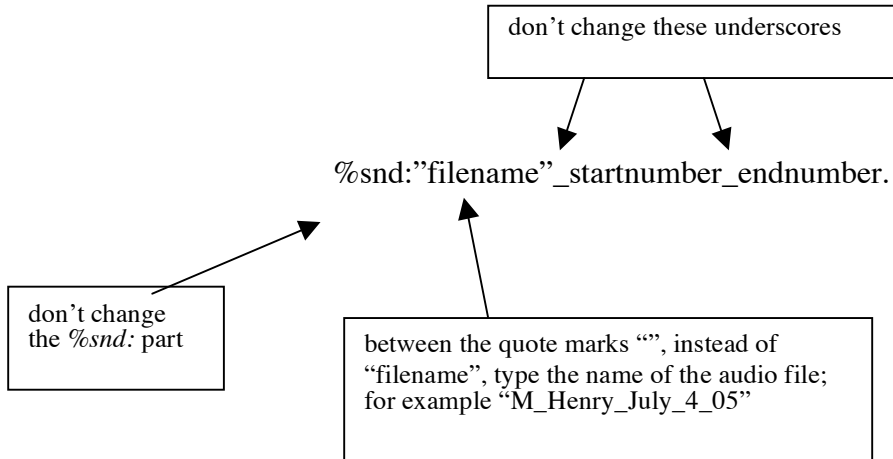 don’t change these underscores
%snd:”filename”_startnumber_endnumber.
don’t change
the %snd: part
between the quote marks “”, instead of
“filename”, type the name of the audio file;
for example “M_Henry_July_4_05”